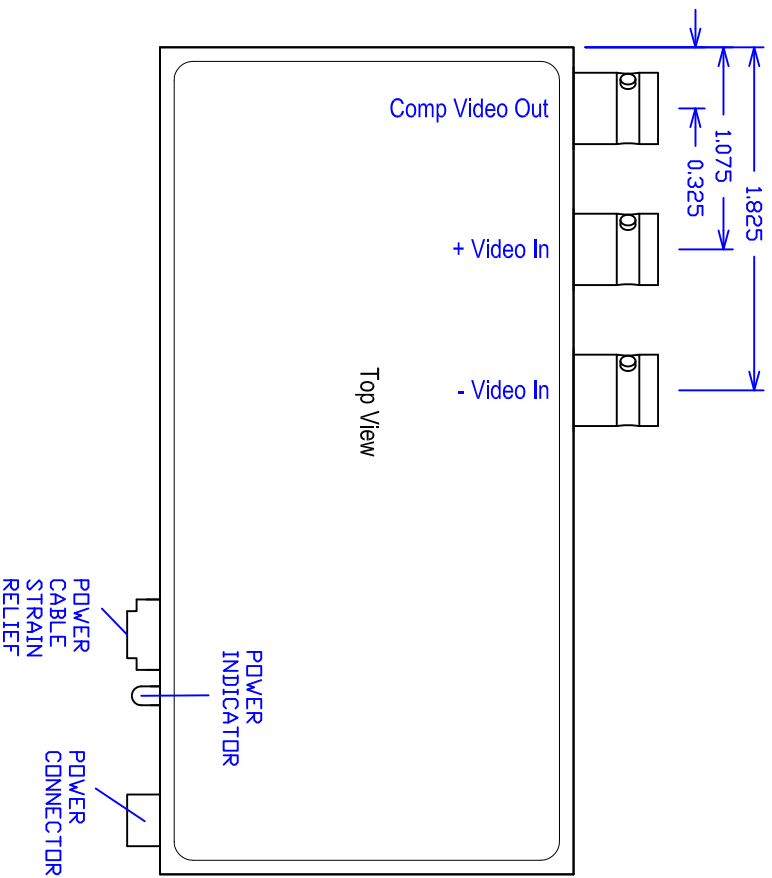 Comp Video Out
+ Video In
- Video In
Top View
1.825
1.075
0.325
POWER
INDICATOR
POWER
CABLE
STRAIN
RELIEF
POWER
CONNECTOR